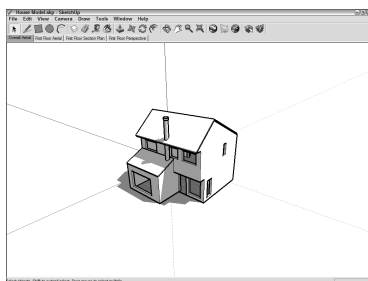 House Model.skp - SketchUp
File Edit View Camera Draw Tools Window Help
Overall Aerial First Floor Aerial First Floor Section Plan First Floor Perspective